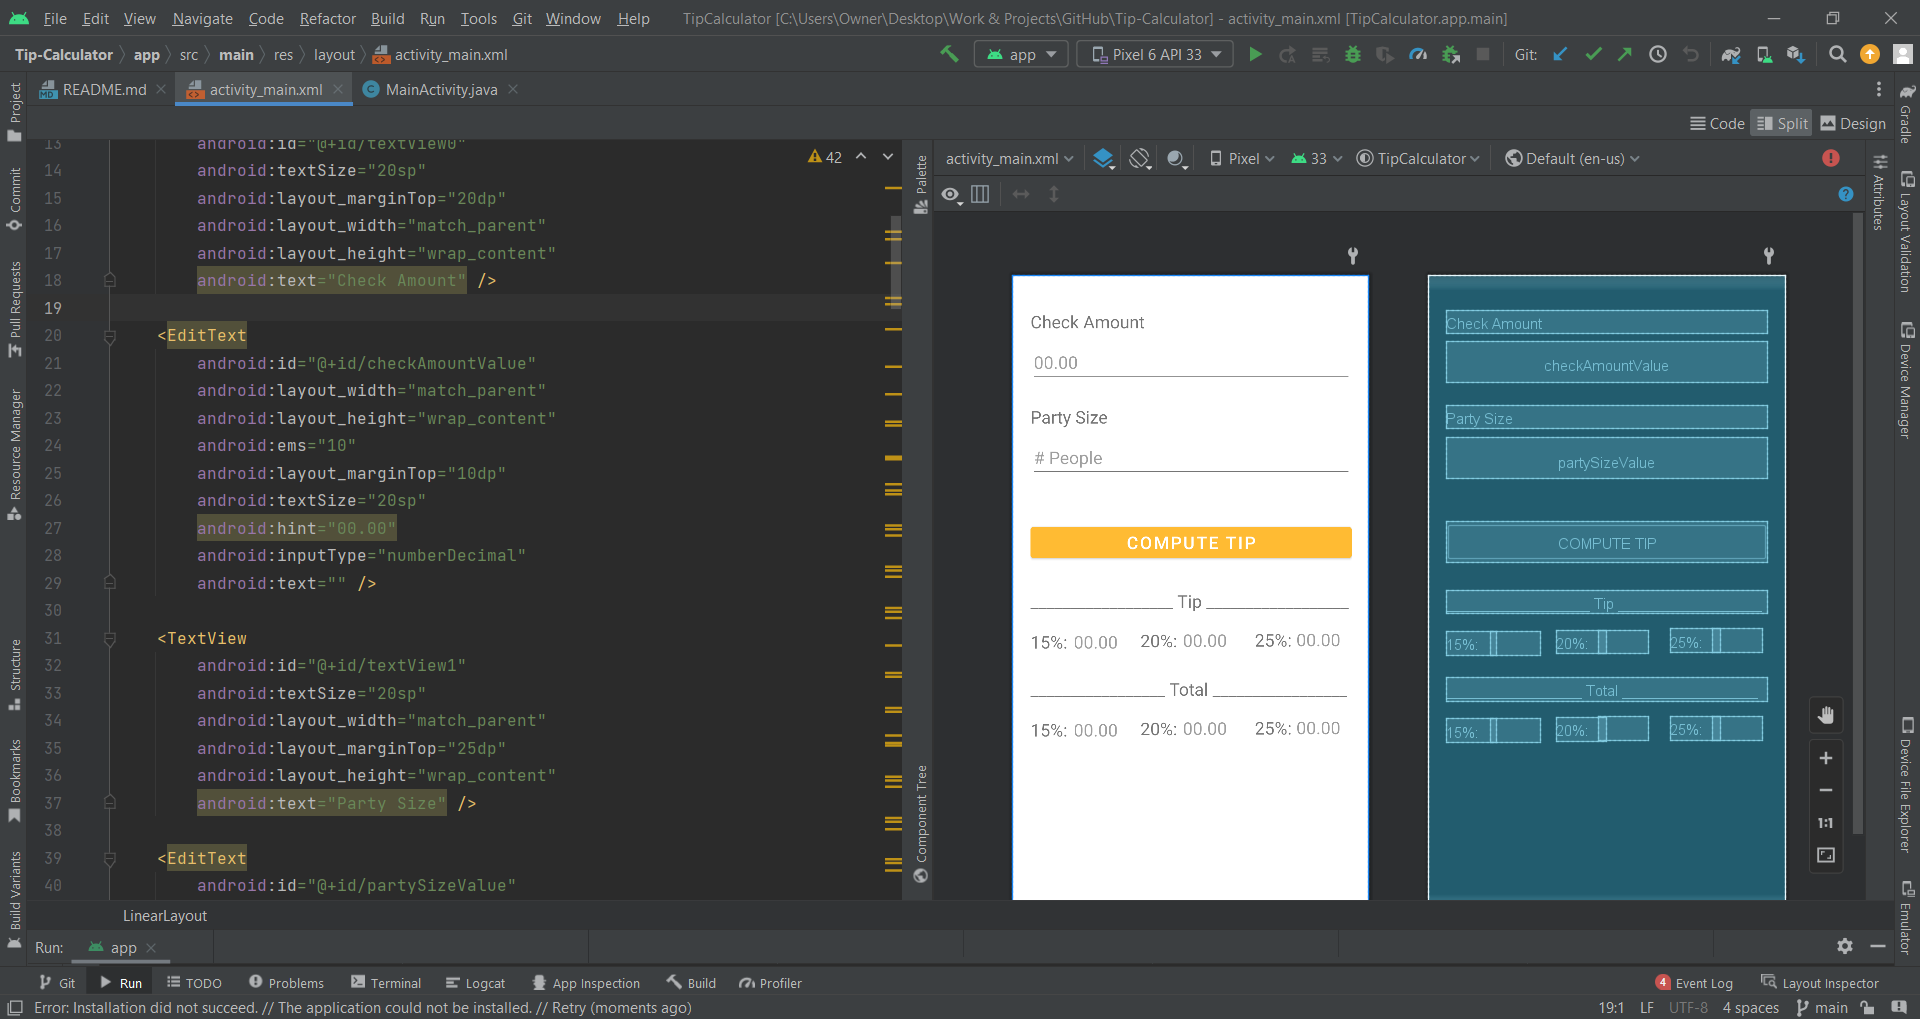 File Edit View Navigate Code Refactor Build Run Tools Git Window Help TipCalculator [C:\Users\Owner\Desktop\Work & Projects\GitHub\Tip-Calculator] - activity_main.xml [TipCalculator.app.main]
Tip-Calculator app src main res layout activity_main.xml app Pixel 6 API 33 Git:
README.md activity_main.xml MainActivity.java
Code Split Design
Project
Commit
Pull Requests
Resource Manager
Structure
Bookmarks
Build Variants
13 android:id="@+id/textView0"
14 android:textSize="20sp"
15 android:layout_marginTop="20dp"
16 android:layout_width="match_parent"
17 android:layout_height="wrap_content"
18 android:text="Check Amount" />
19
20 <EditText
21 android:id="@+id/checkAmountValue"
22 android:layout_width="match_parent"
23 android:layout_height="wrap_content"
24 android:ems="10"
25 android:layout_marginTop="10dp"
26 android:textSize="20sp"
27 android:hint="00.00"
28 android:inputType="numberDecimal"
29 android:text="" />
30
31 <TextView
32 android:id="@+id/textView1"
33 android:textSize="20sp"
34 android:layout_width="match_parent"
35 android:layout_marginTop="25dp"
36 android:layout_height="wrap_content"
37 android:text="Party Size" />
38
39 <EditText
40 android:id="@+id/partySizeValue"
42
LinearLayout
Palette
Component Tree
activity_main.xml Pixel 33 TipCalculator Default (en-us)
Check Amount
00.00
Party Size
# People
COMPUTE TIP
Tip
15%: 00.00 20%: 00.00 25%: 00.00
Total
15%: 00.00 20%: 00.00 25%: 00.00
Check Amount
checkAmountValue
Party Size
partySizeValue
COMPUTE TIP
Tip
15%: 20%: 25%:
Total
15%: 20%: 25%:
1:1
Attributes
Gradle
Layout Validation
Device Manager
Device File Explorer
Emulator
Run: app
Git Run TODO Problems Terminal Logcat App Inspection Build Profiler 4 Event Log Layout Inspector
Error: Installation did not succeed. // The application could not be installed. // Retry (moments ago) 19:1 LF UTF-8 4 spaces main